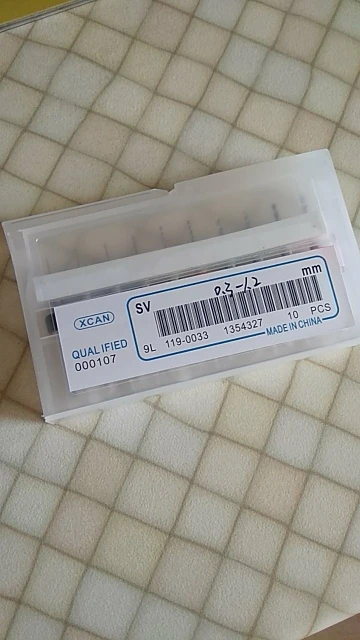 XCAN
QUALIFIED
000107
SV 0.3-1.2 mm
9L 119-0033 1354327 10 PCS
MADE IN CHINA